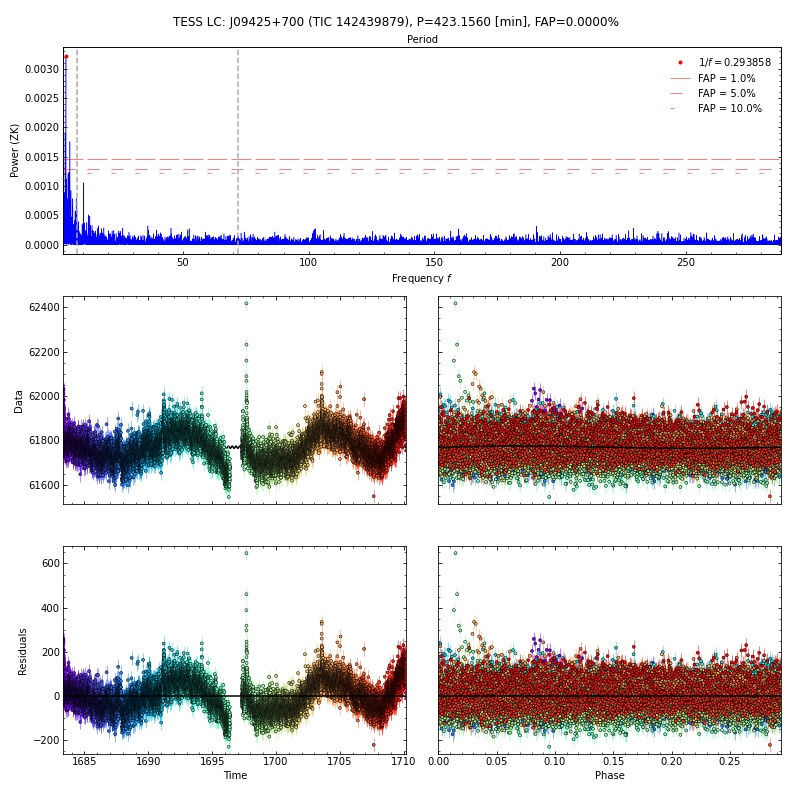 TESS LC: J09425+700 (TIC 142439879), P=423.1560 [min], FAP=0.0000%
Period
0.0030
0.0025
0.0020
0.0015
0.0010
0.0005
0.0000
Power (ZK)
1/f = 0.293858
FAP = 1.0%
FAP = 5.0%
FAP = 10.0%
50 100 150 200 250
Frequency f
62400
62200
62000
61800
61600
Data
600
400
200
0
−200
Residuals
1685 1690 1695 1700 1705 1710
Time
0.00 0.05 0.10 0.15 0.20 0.25
Phase